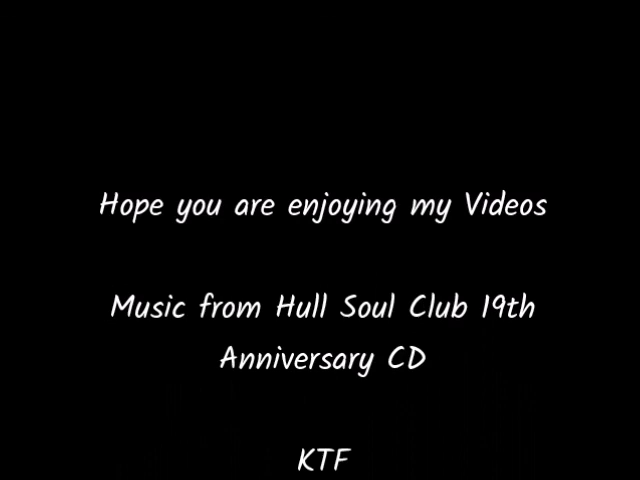 Hope you are enjoying my Videos
Music from Hull Soul Club 19th
Anniversary CD
KTF